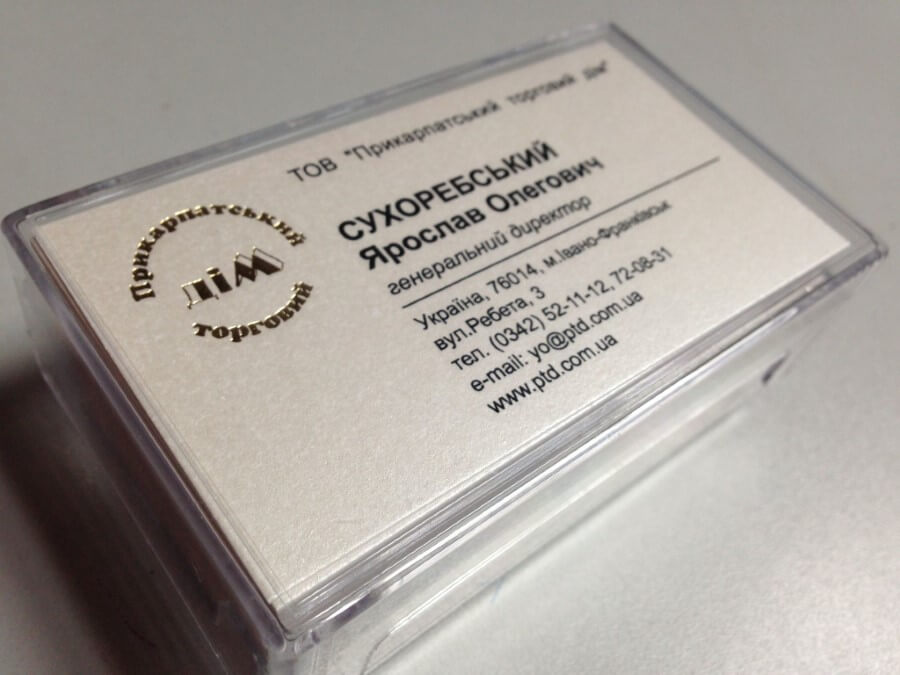 ТОВ "Прикарпатський торговий дім"
Прикарпатський
дім
торговий
СУХОРЕБСЬКИЙ
Ярослав Олегович
генеральний директор
Україна, 76014, м.Івано-Франківськ
вул.Ребета, 3
тел. (0342) 52-11-12, 72-08-31
e-mail: yo@ptd.com.ua
www.ptd.com.ua